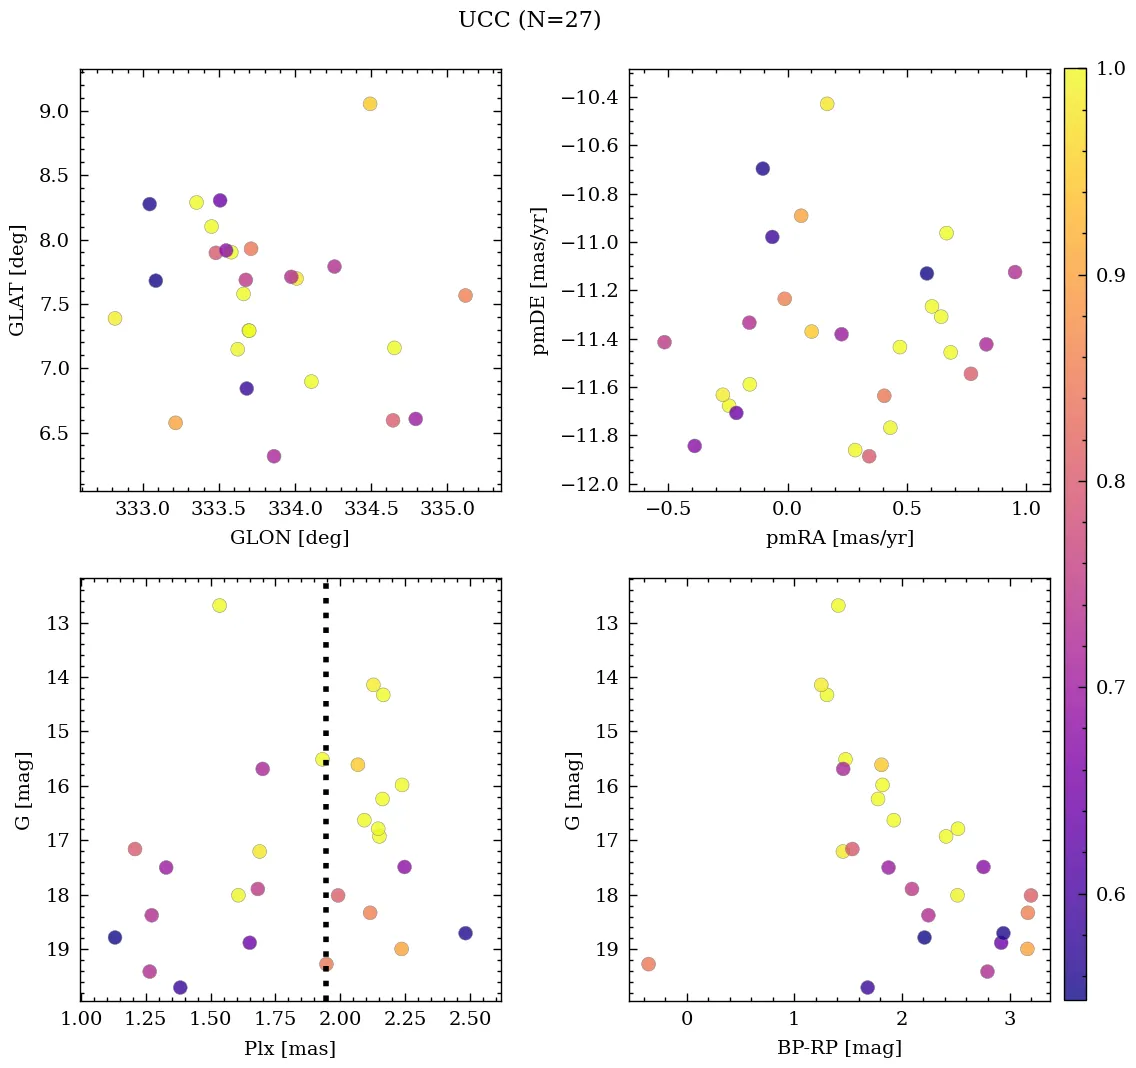 UCC (N=27)
9.0
8.5
8.0
7.5
7.0
6.5
GLAT [deg]
333.0 333.5 334.0 334.5 335.0
GLON [deg]
−10.4
−10.6
−10.8
−11.0
−11.2
−11.4
−11.6
−11.8
−12.0
pmDE [mas/yr]
−0.5 0.0 0.5 1.0
pmRA [mas/yr]
1.0
0.9
0.8
0.7
0.6
13
14
15
16
17
18
19
G [mag]
1.00 1.25 1.50 1.75 2.00 2.25 2.50
Plx [mas]
13
14
15
16
17
18
19
G [mag]
0 1 2 3
BP-RP [mag]